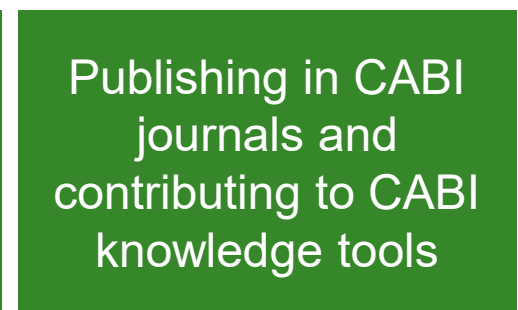 Publishing in CABI
journals and
contributing to CABI
knowledge tools